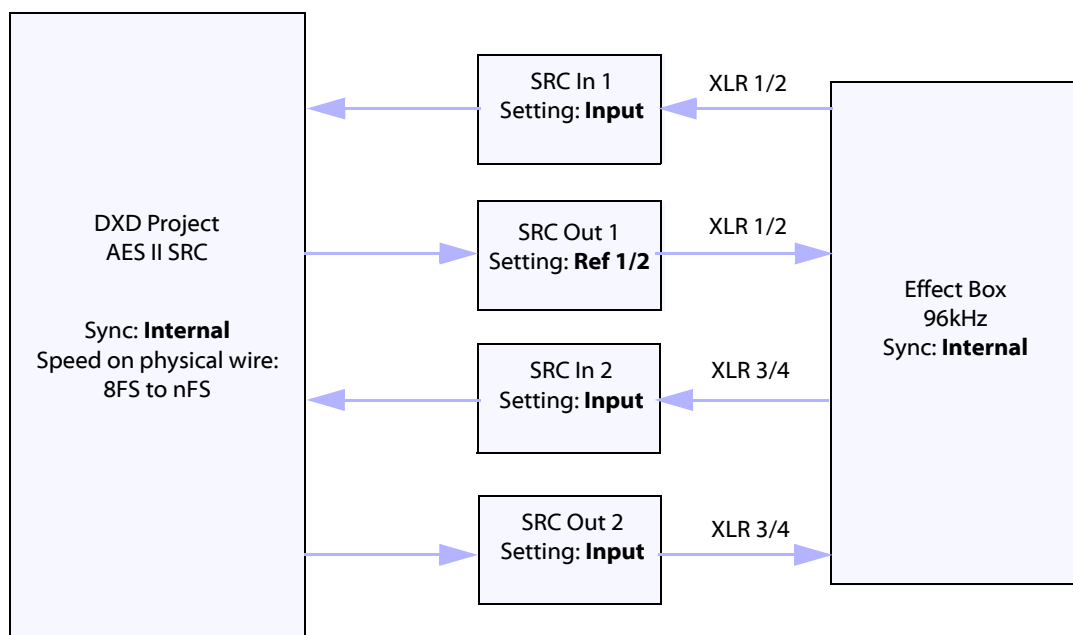 DXD Project
AES II SRC
Sync: Internal
Speed on physical wire:
8FS to nFS
SRC In 1
Setting: Input
XLR 1/2
SRC Out 1
Setting: Ref 1/2
XLR 1/2
SRC In 2
Setting: Input
XLR 3/4
SRC Out 2
Setting: Input
XLR 3/4
Effect Box
96kHz
Sync: Internal